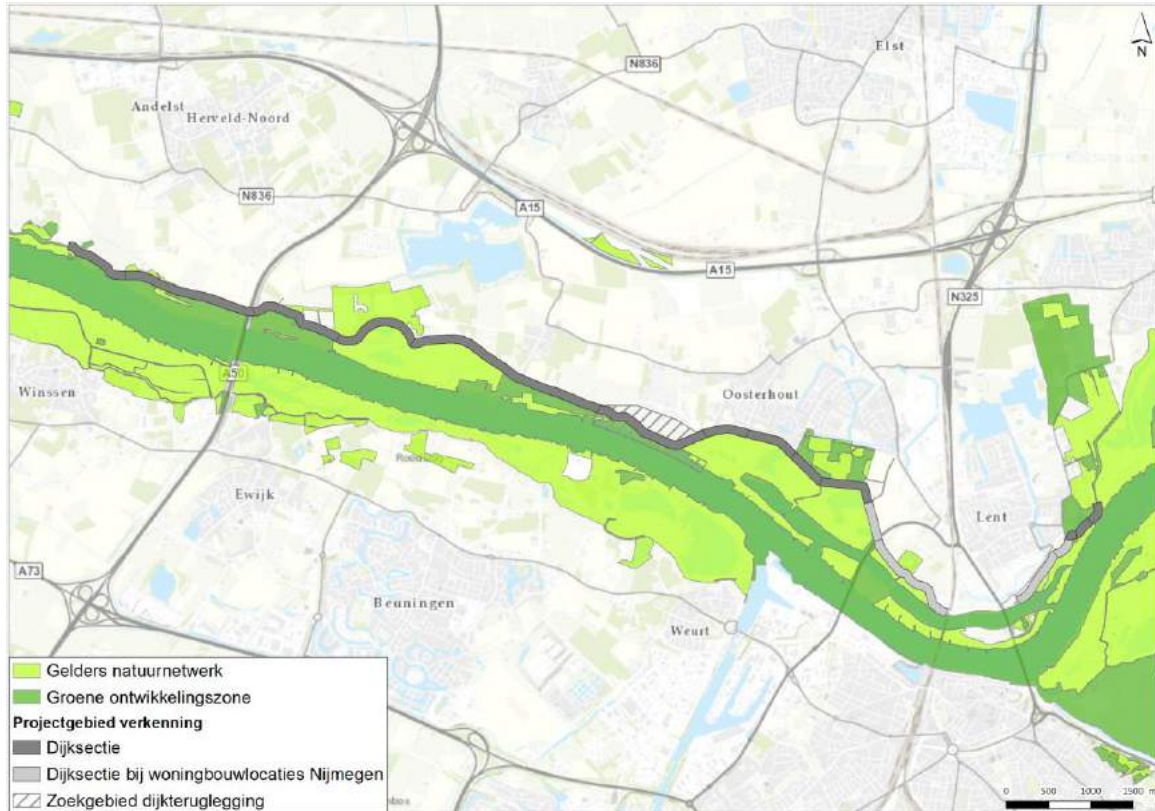 N
Elst
N836
Andelst
Herveld-Noord
N836
A15
A15
N325
Winssen
A50
Oosterhout
Ewijk
Lent
A73
Beuningen
Weurt
Gelders natuurnetwerk
Groene ontwikkelingszone
Projectgebied verkenning
Dijksectie
Dijksectie bij woningbouwlocaties Nijmegen
Zoekgebied dijkteruglegging
0 500 1000 1500 m